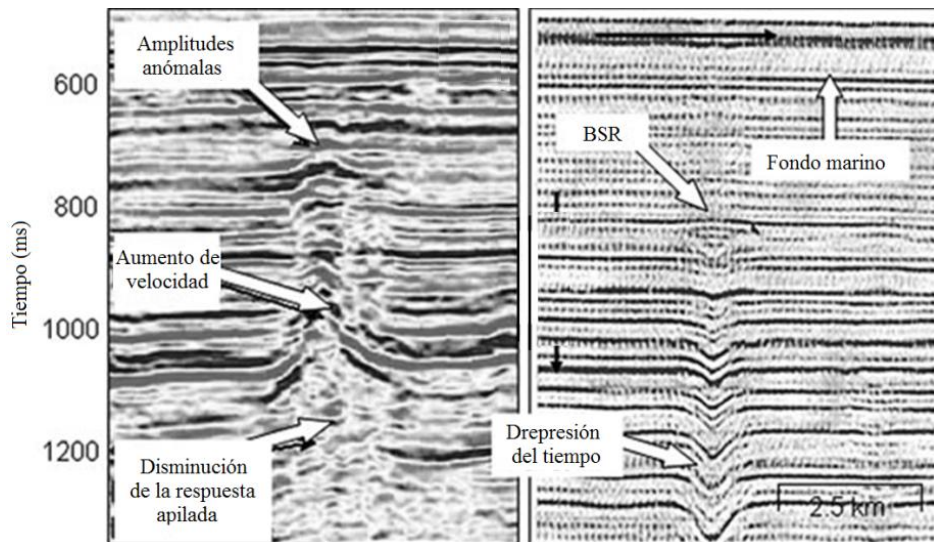 Amplitudes
anómalas
600
BSR
Fondo marino
800
Tiempo (ms)
Aumento de
velocidad
1000
1200
Disminución
de la respuesta
apilada
Drepresión
del tiempo
2.5 km